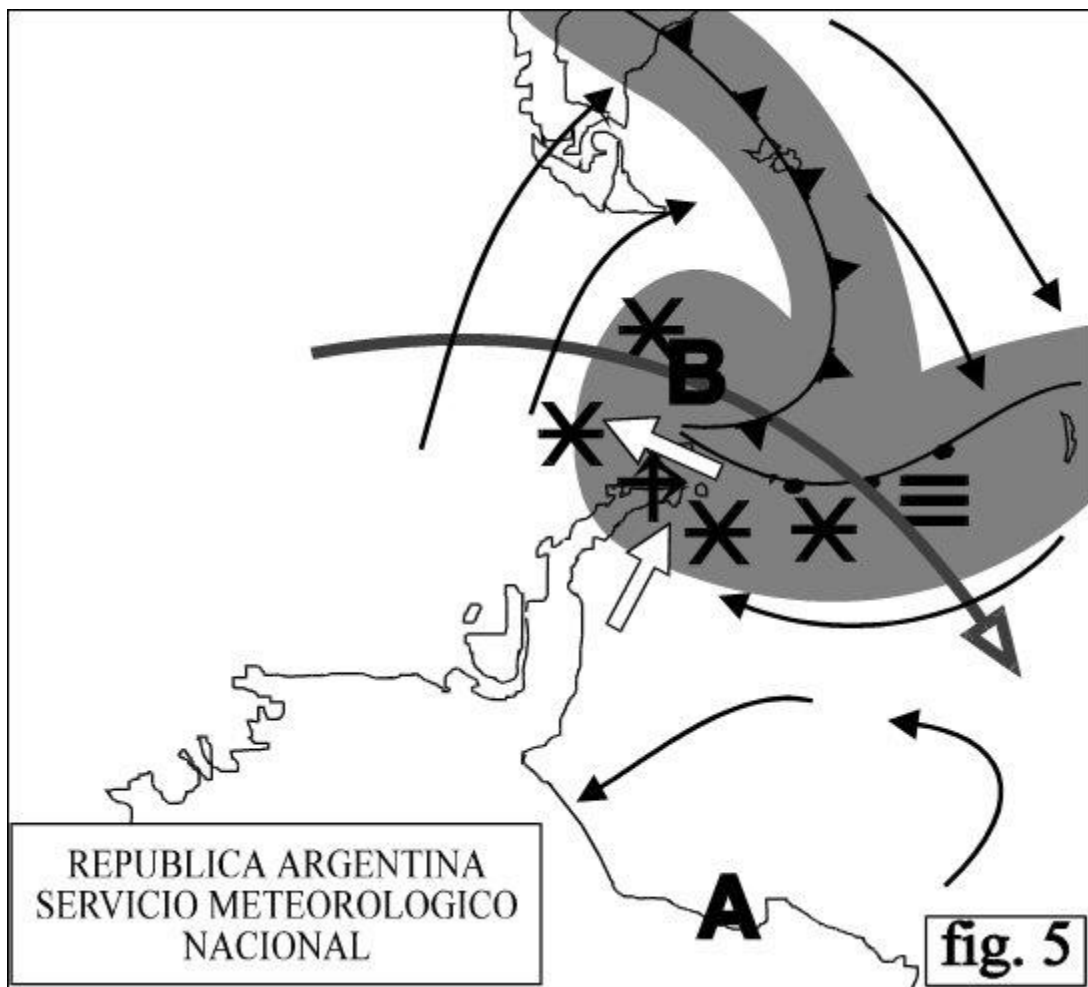 B
A
REPUBLICA ARGENTINA
SERVICIO METEOROLOGICO
NACIONAL
fig. 5